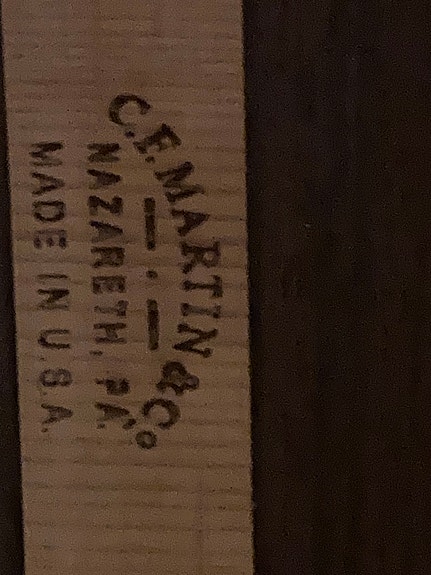 C.F. MARTIN & Co
— · —
NAZARETH, PA.
MADE IN U.S.A.